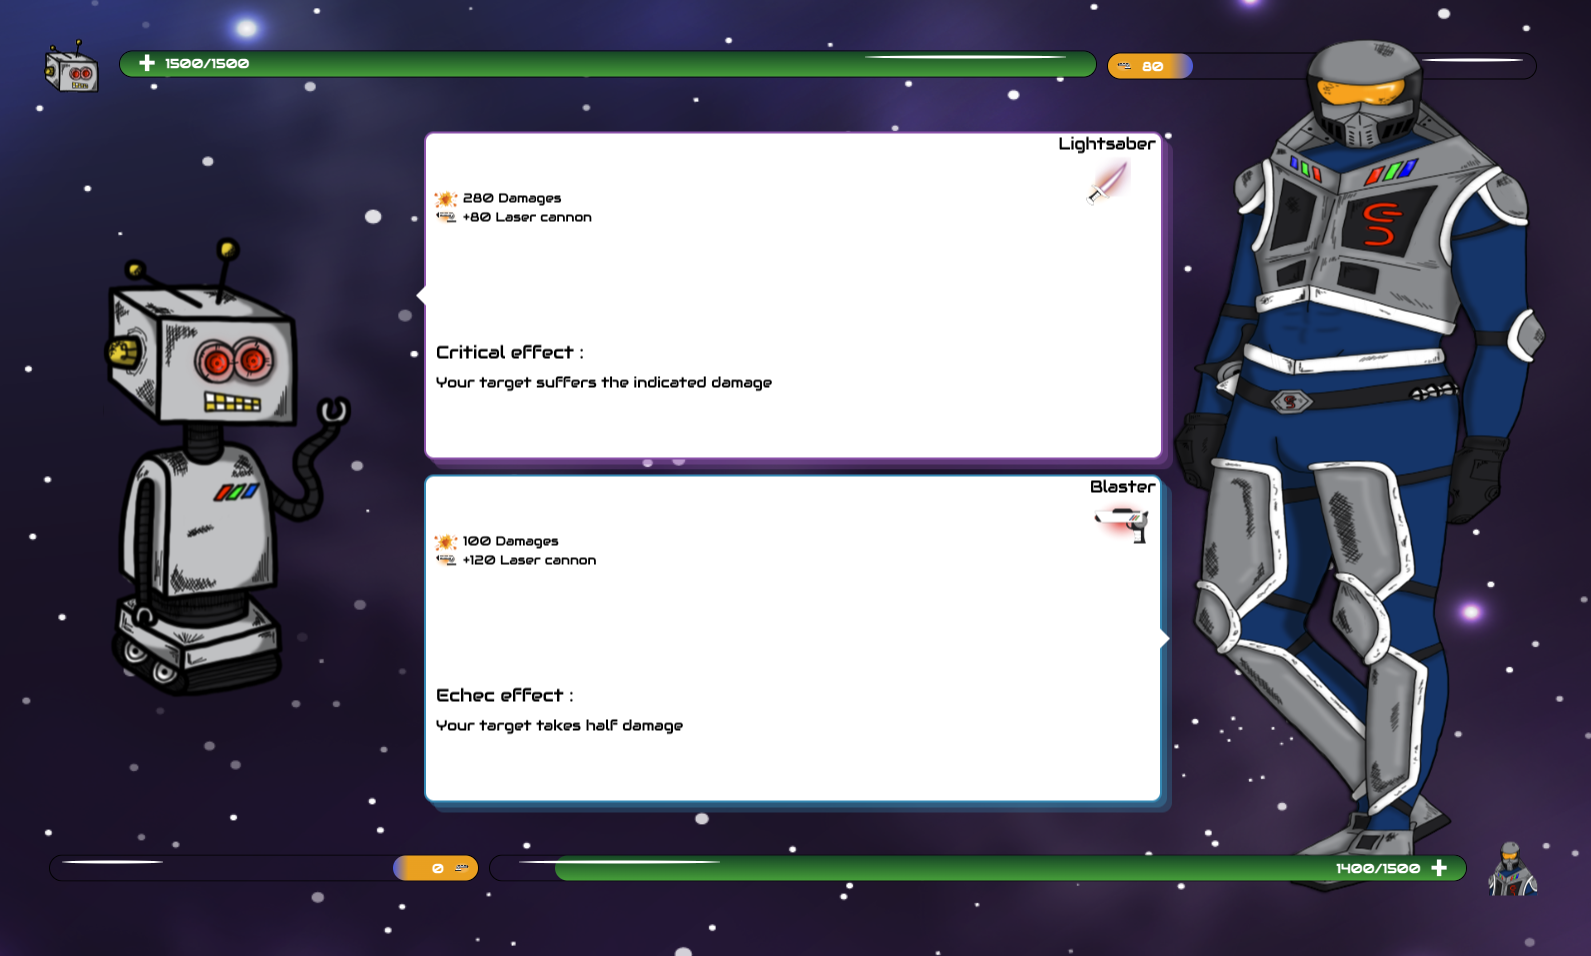 1500/1500
80
Lightsaber
280 Damages
+80 Laser cannon
Critical effect :
Your target suffers the indicated damage
Blaster
100 Damages
+120 Laser cannon
Echec effect :
Your target takes half damage
0
1400/1500